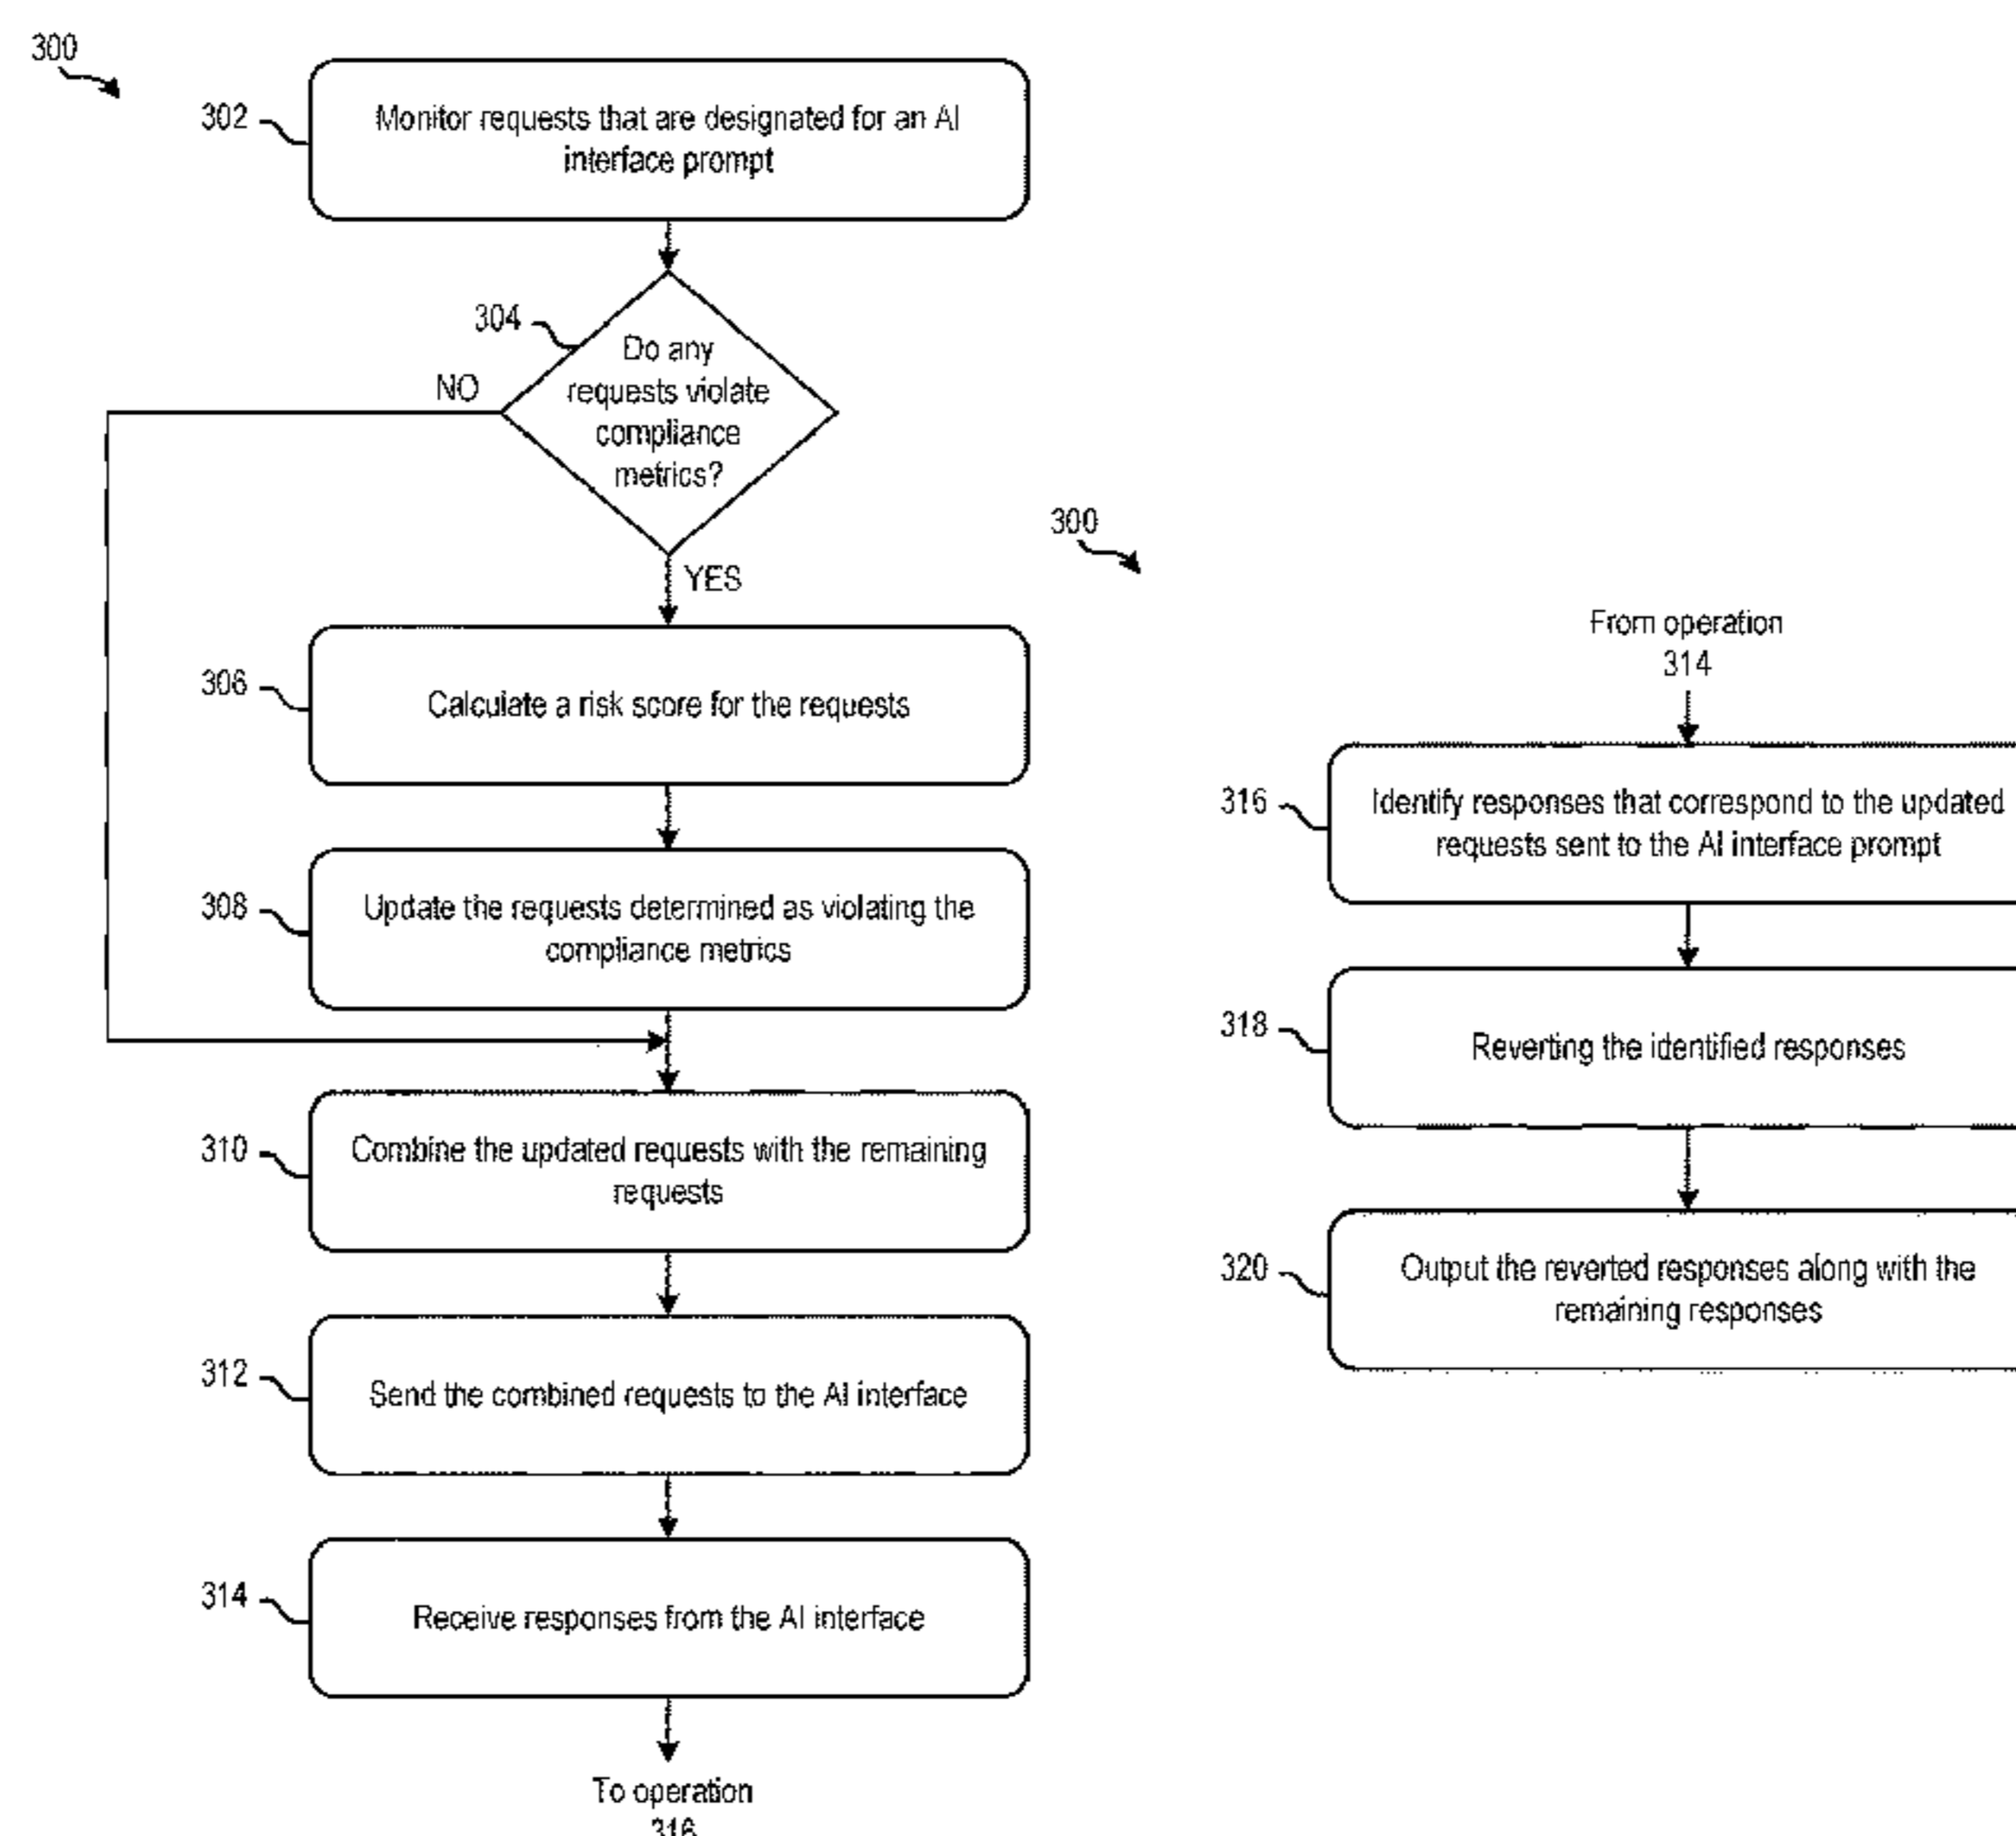 300
302
Monitor requests that are designated for an AI
interface prompt
304
Do any
requests violate
compliance
metrics?
NO
YES
306
Calculate a risk score for the requests
308
Update the requests determined as violating the
compliance metrics
310
Combine the updated requests with the remaining
requests
312
Send the combined requests to the AI interface
314
Receive responses from the AI interface
To operation
316
300
From operation
314
316
Identify responses that correspond to the updated
requests sent to the AI interface prompt
318
Reverting the identified responses
320
Output the reverted responses along with the
remaining responses